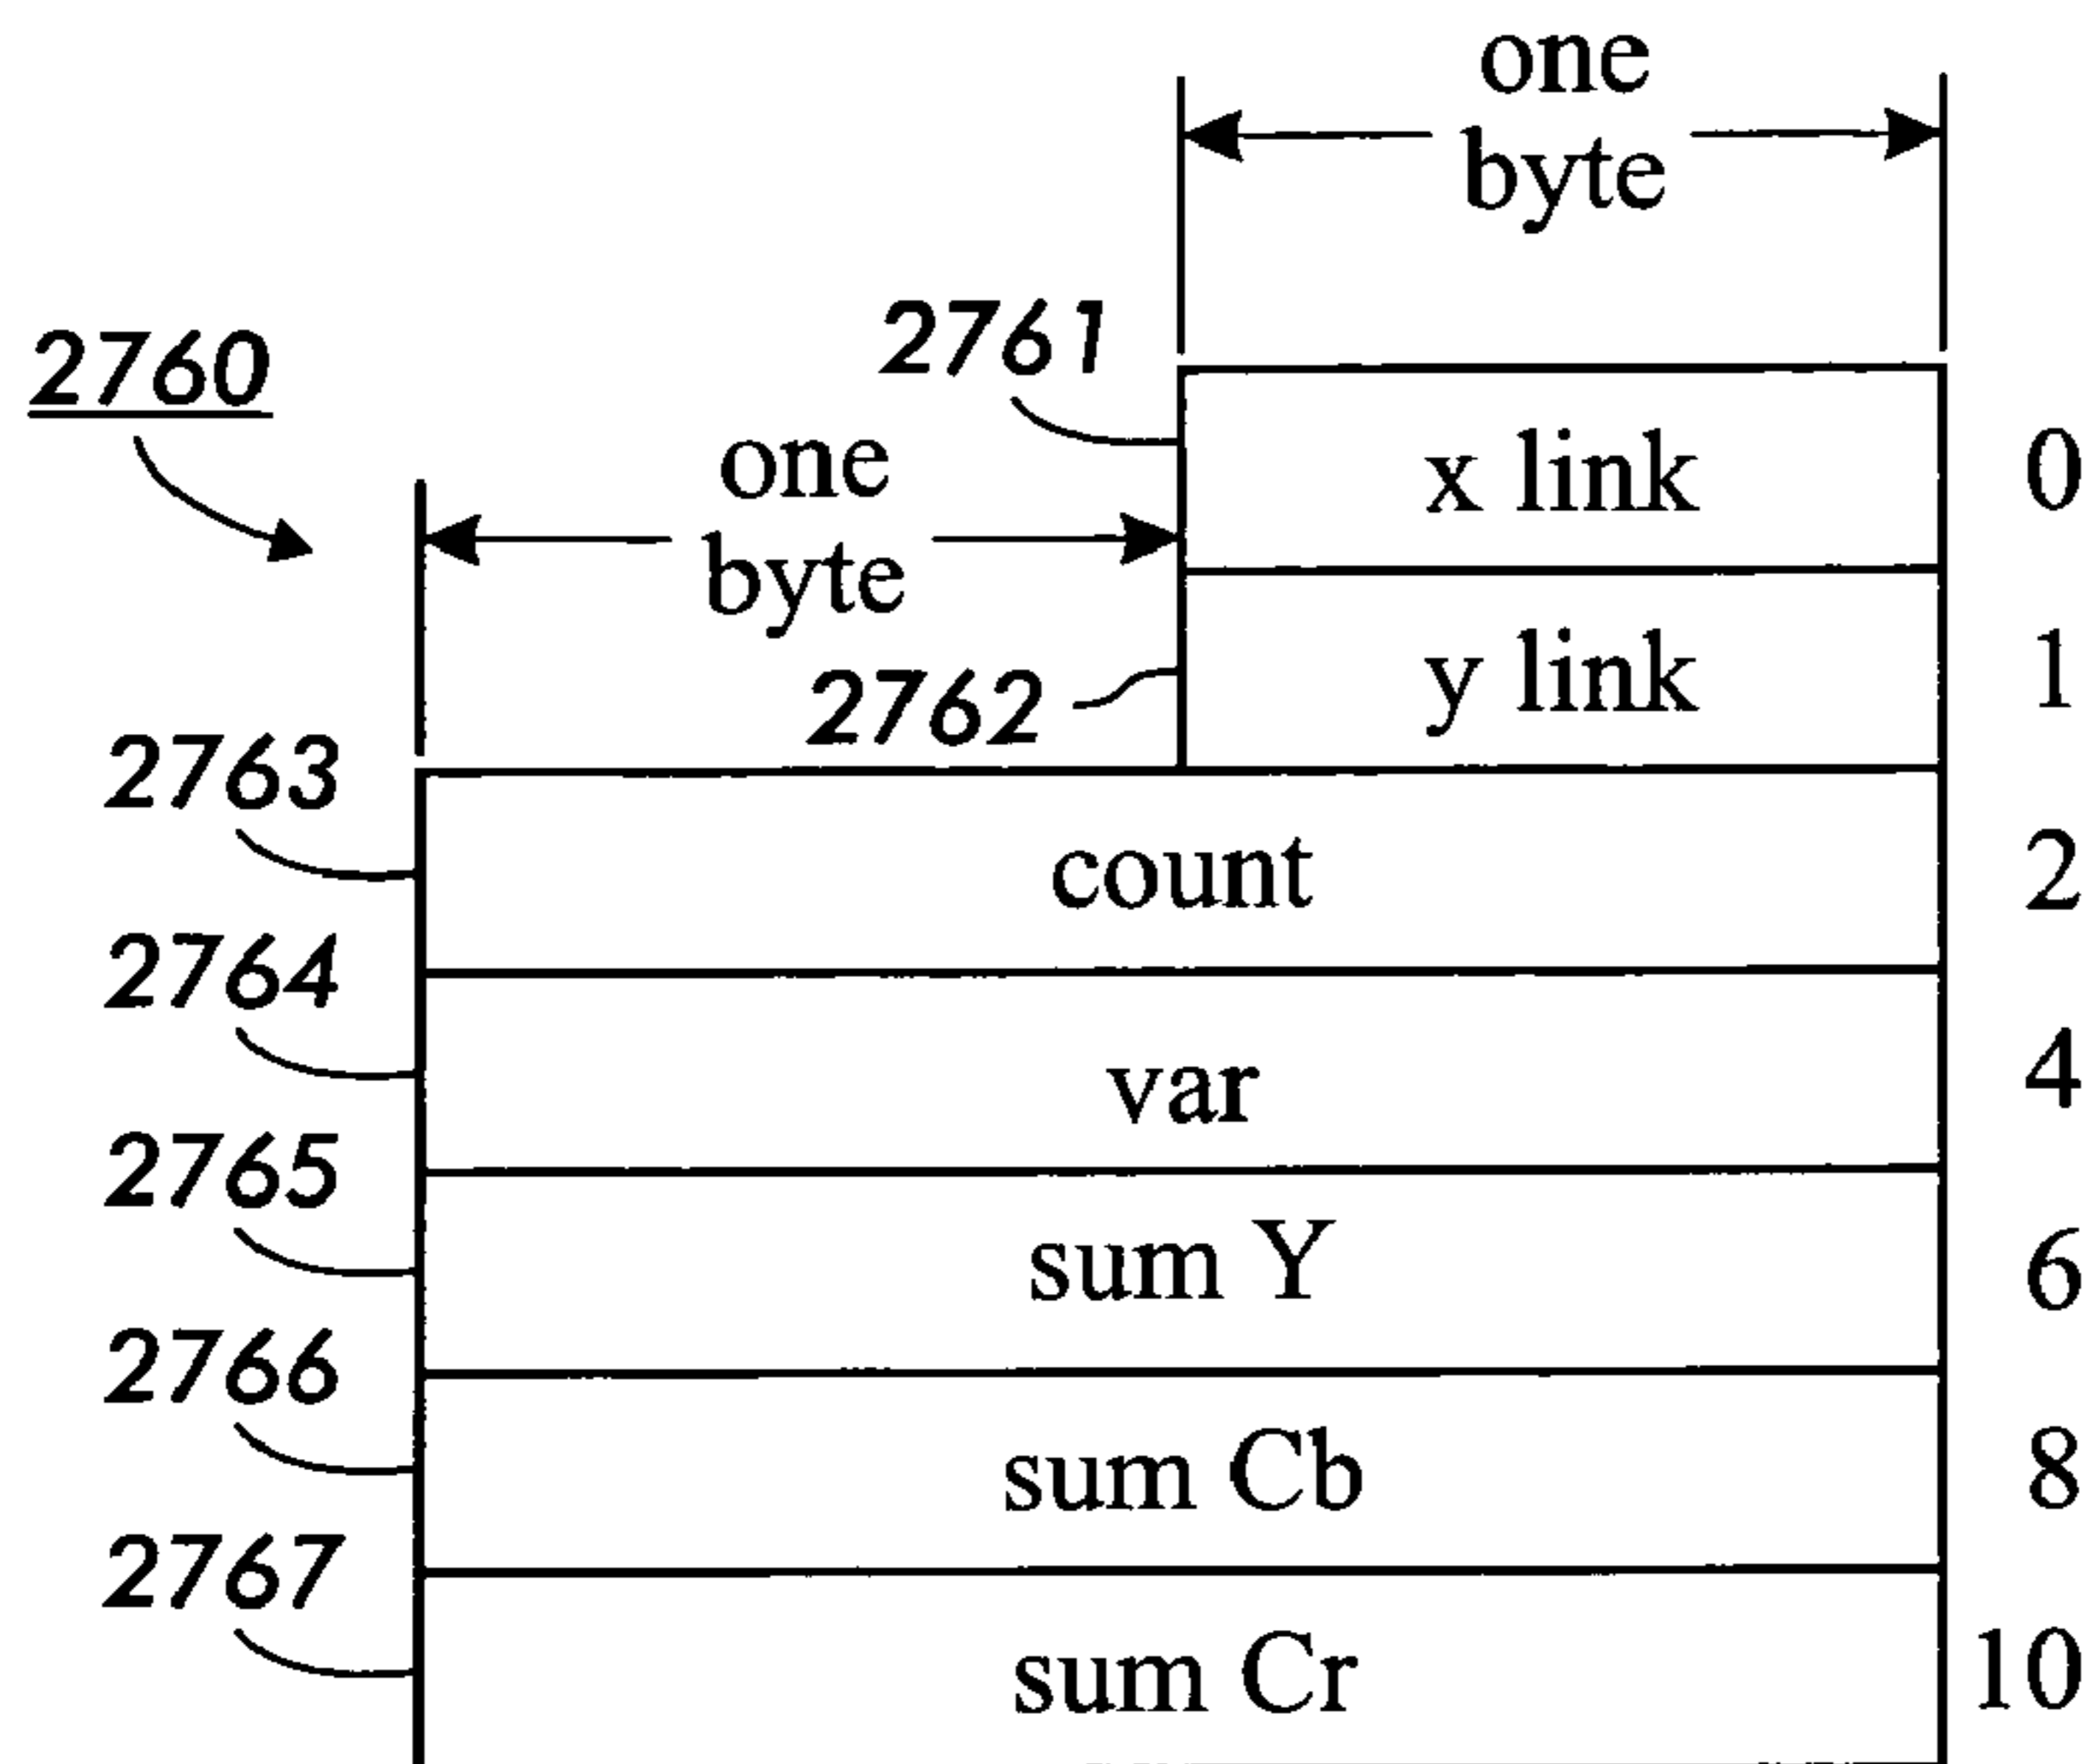 one
byte
2761
2760
one
byte
x link 0
2762
y link 1
2763
count 2
2764
var 4
2765
sum Y 6
2766
sum Cb 8
2767
sum Cr 10